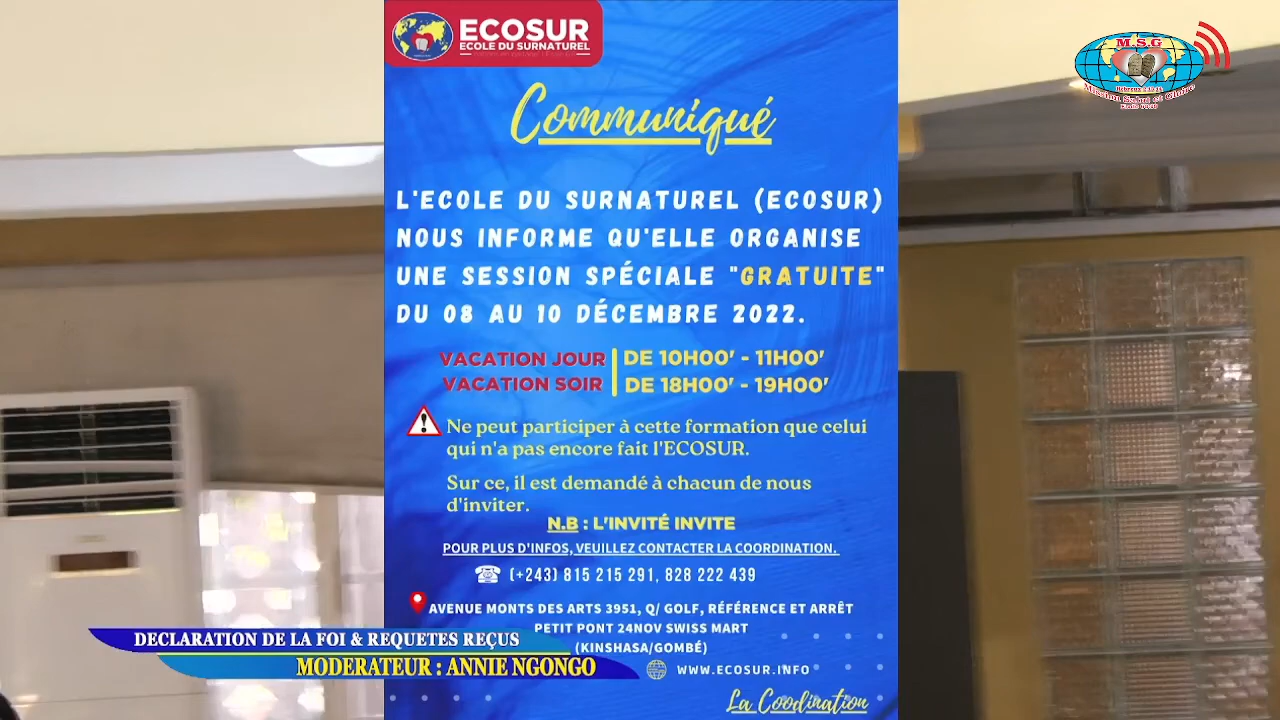 ECOSUR
ECOLE DU SURNATUREL
Communiqué
L'ECOLE DU SURNATUREL (ECOSUR)
NOUS INFORME QU'ELLE ORGANISE
UNE SESSION SPÉCIALE "GRATUITE"
DU 08 AU 10 DÉCEMBRE 2022.
VACATION JOUR DE 10H00' - 11H00'
VACATION SOIR DE 18H00' - 19H00'
Ne peut participer à cette formation que celui
qui n'a pas encore fait l'ECOSUR.
Sur ce, il est demandé à chacun de nous
d'inviter.
N.B : L'INVITÉ INVITE
POUR PLUS D'INFOS, VEUILLEZ CONTACTER LA COORDINATION.
(+243) 815 215 291, 828 222 439
AVENUE MONTS DES ARTS 3951, Q/ GOLF, RÉFÉRENCE ET ARRÊT
PETIT PONT 24NOV SWISS MART
(KINSHASA/GOMBÉ)
WWW.ECOSUR.INFO
La Coodination
M.S.G
Mission Salut et Gloire
DECLARATION DE LA FOI & REQUETES REÇUS
MODERATEUR : ANNIE NGONGO